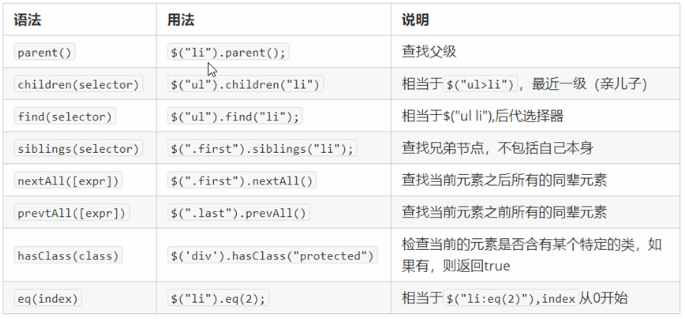 语法 用法 说明
parent() $("li").parent(); 查找父级
children(selector) $("ul").children("li") 相当于$("ul>li")，最近一级（亲儿子）
find(selector) $("ul").find("li"); 相当于$("ul li"),后代选择器
siblings(selector) $(".first").siblings("li"); 查找兄弟节点，不包括自己本身
nextAll([expr]) $(".first").nextAll() 查找当前元素之后所有的同辈元素
prevtAll([expr]) $(".last").prevAll() 查找当前元素之前所有的同辈元素
hasClass(class) $('div').hasClass("protected") 检查当前的元素是否含有某个特定的类，如
果有，则返回true
eq(index) $("li").eq(2); 相当于$("li:eq(2)"),index从0开始